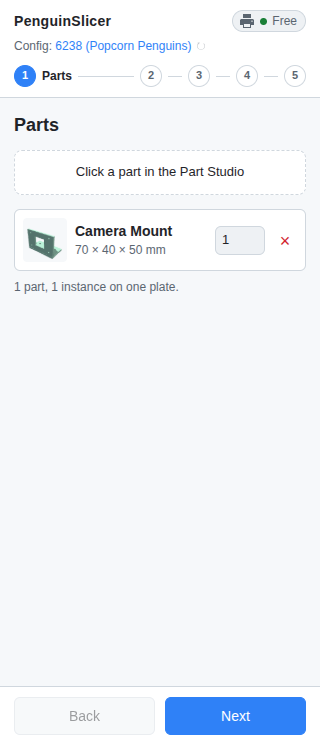 PenguinSlicer
Free
Config: 6238 (Popcorn Penguins)
1 Parts 2 3 4 5
Parts
Click a part in the Part Studio
Camera Mount
70 × 40 × 50 mm
1
×
1 part, 1 instance on one plate.
Back
Next